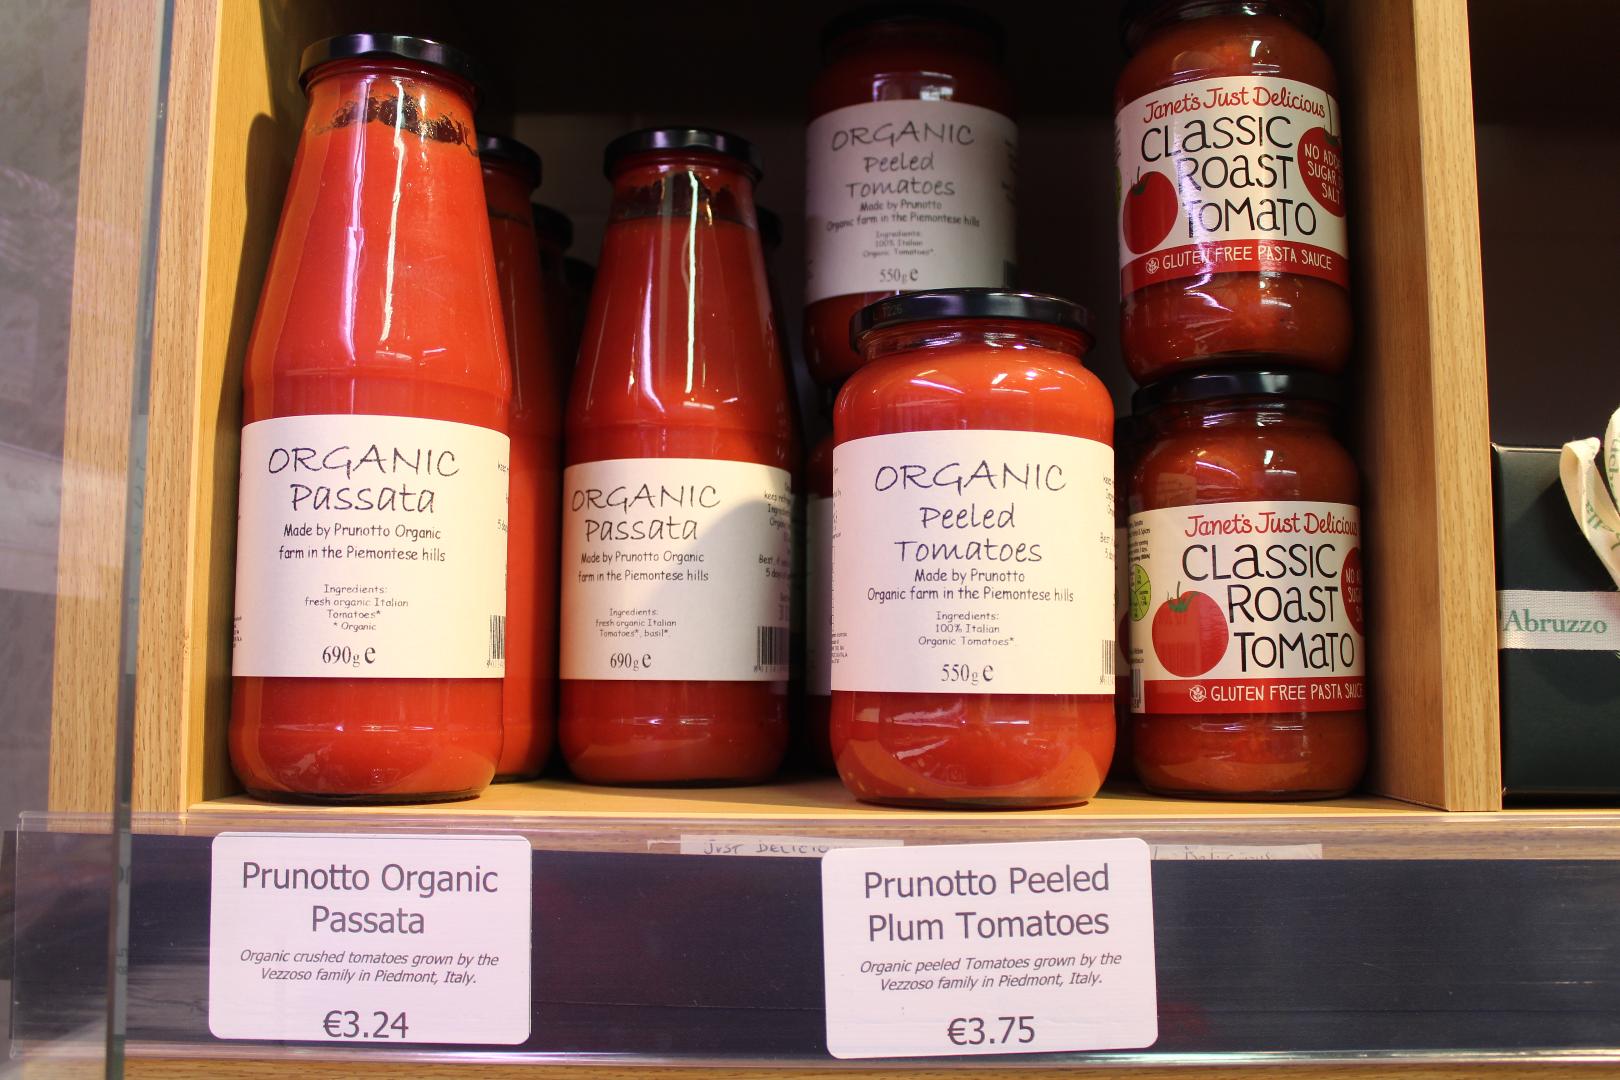 ORGANIC
Passata
Made by Prunotto Organic
farm in the Piemontese hills
Ingredients:
fresh organic Italian
Tomatoes*
* Organic
690g e
ORGANIC
Passata
Made by Prunotto Organic
farm in the Piemontese hills
Ingredients:
fresh organic Italian
Tomatoes*, basil*.
690g e
ORGANIC
Peeled
Tomatoes
Made by Prunotto
Organic farm in the Piemontese hills
Ingredients:
100% Italian
Organic Tomatoes*.
550g e
ORGANIC
Peeled
Tomatoes
Made by Prunotto
Organic farm in the Piemontese hills
Ingredients:
100% Italian
Organic Tomatoes*.
550g e
Janet's Just Delicious
CLASSIC
ROAST
TOMATO
NO ADDED
SUGAR
SALT
GLUTEN FREE PASTA SAUCE
Janet's Just Delicious
CLASSIC
ROAST
TOMATO
NO
GLUTEN FREE PASTA SAUCE
d'Abruzzo
JUST
Prunotto Organic
Passata
Organic crushed tomatoes grown by the
Vezzoso family in Piedmont, Italy.
€3.24
Prunotto Peeled
Plum Tomatoes
Organic peeled Tomatoes grown by the
Vezzoso family in Piedmont, Italy.
€3.75